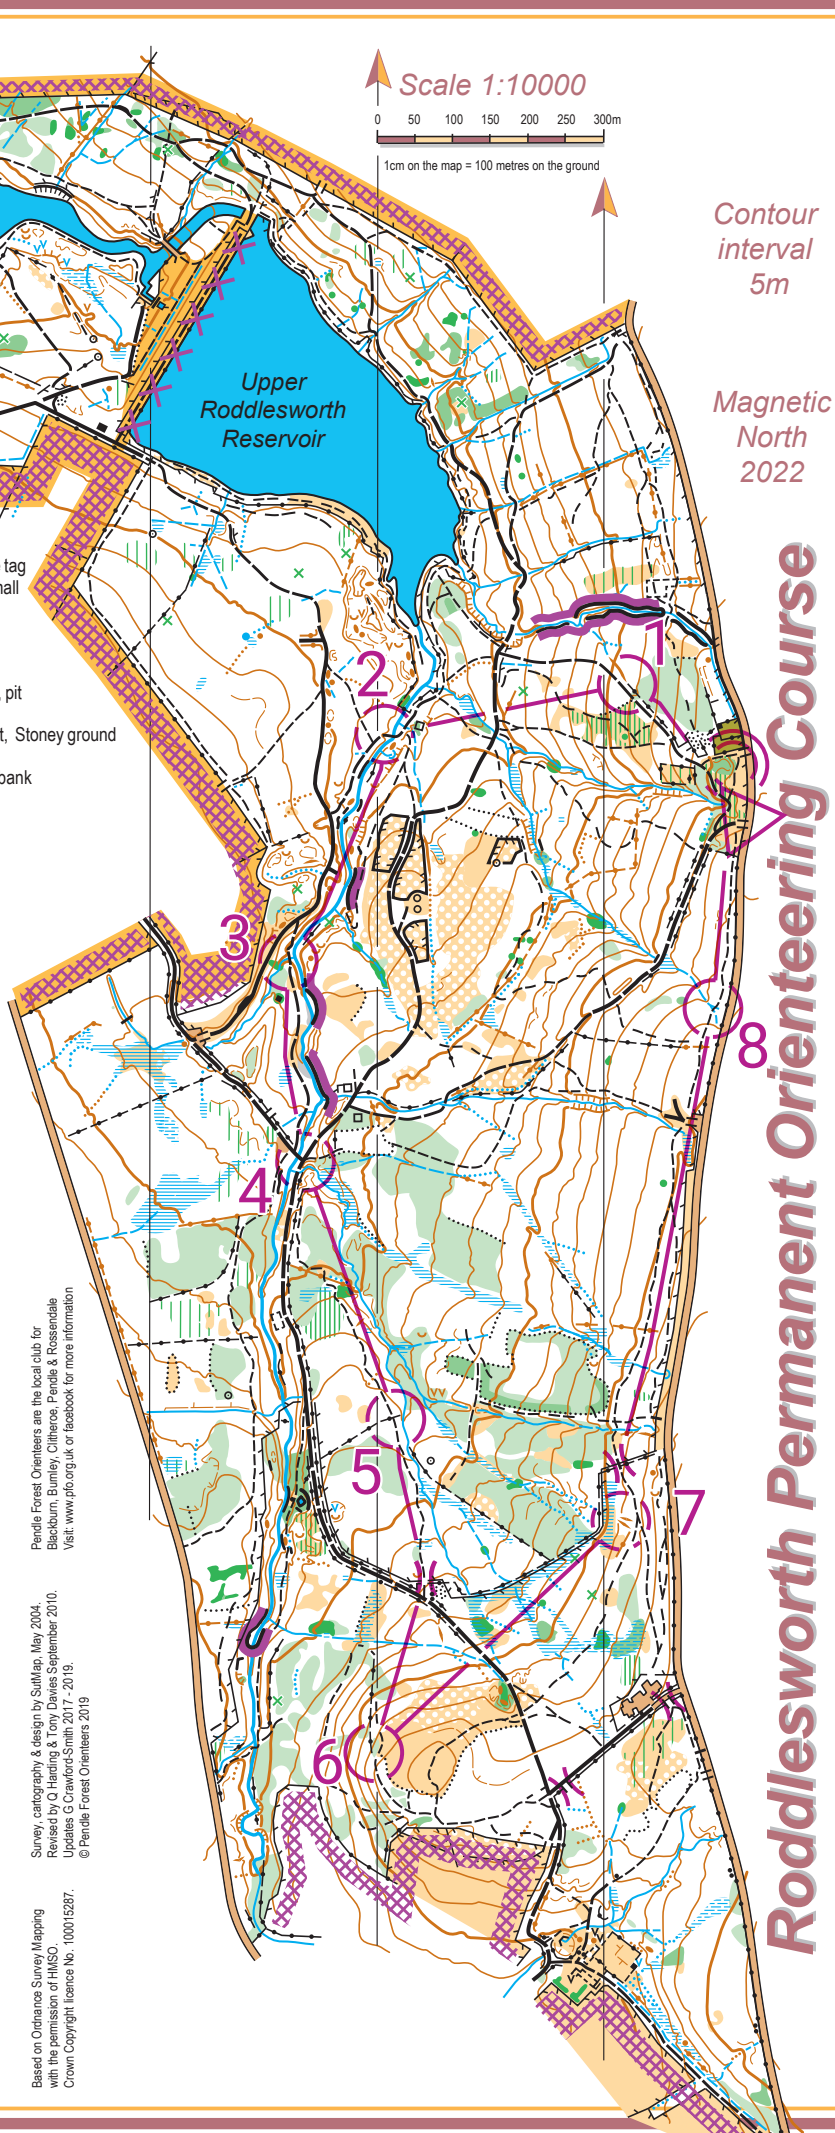 Scale 1:10000
0 50 100 150 200 250 300m
1cm on the map = 100 metres on the ground
Contour
interval
5m
Magnetic
North
2022
Upper
Roddlesworth
Reservoir
tag
pit
t, Stoney ground
bank
1
2
3
4
5
6
7
8
Roddlesworth Permanent Orienteering Course
Pendle Forest Orienteers are the local club for
Blackburn, Burnley, Clitheroe, Pendle & Rossendale
Visit: www.pfo.org.uk or facebook for more information
Survey, cartography & design by SutMap, May 2004.
Revised by Q Harding & Tony Davies September 2010.
Updates G Crawford-Smith 2017 - 2019.
© Pendle Forest Orienteers 2019
Based on Ordnance Survey Mapping
with the permission of HMSO.
Crown Copyright licence No. 100015287.